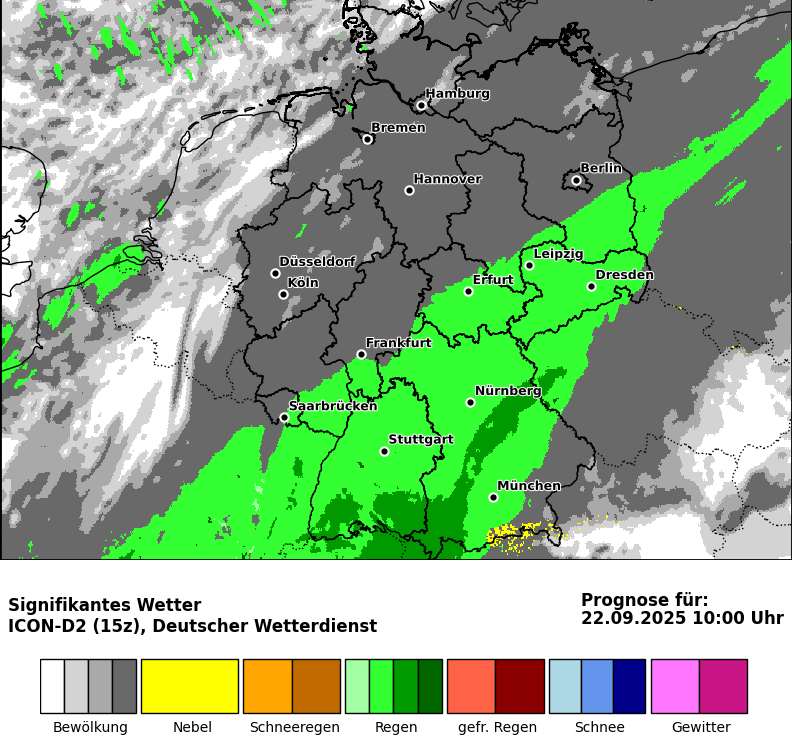 Hamburg
Bremen
Berlin
Hannover
Leipzig
Düsseldorf
Dresden
Köln
Erfurt
Frankfurt
Nürnberg
Saarbrücken
Stuttgart
München
Signifikantes Wetter
ICON-D2 (15z), Deutscher Wetterdienst
Prognose für:
22.09.2025 10:00 Uhr
Bewölkung
Nebel
Schneeregen
Regen
gefr. Regen
Schnee
Gewitter